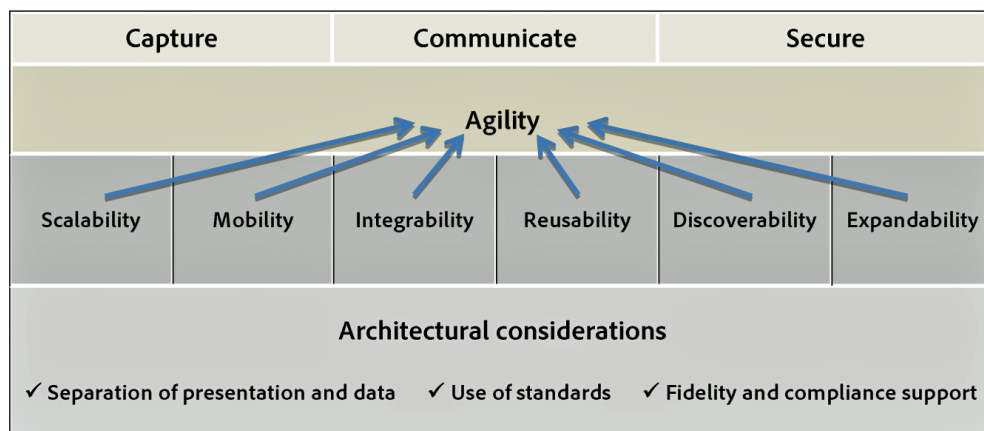 Capture Communicate Secure
Agility
Scalability Mobility Integrability Reusability Discoverability Expandability
Architectural considerations
✓ Separation of presentation and data ✓ Use of standards ✓ Fidelity and compliance support